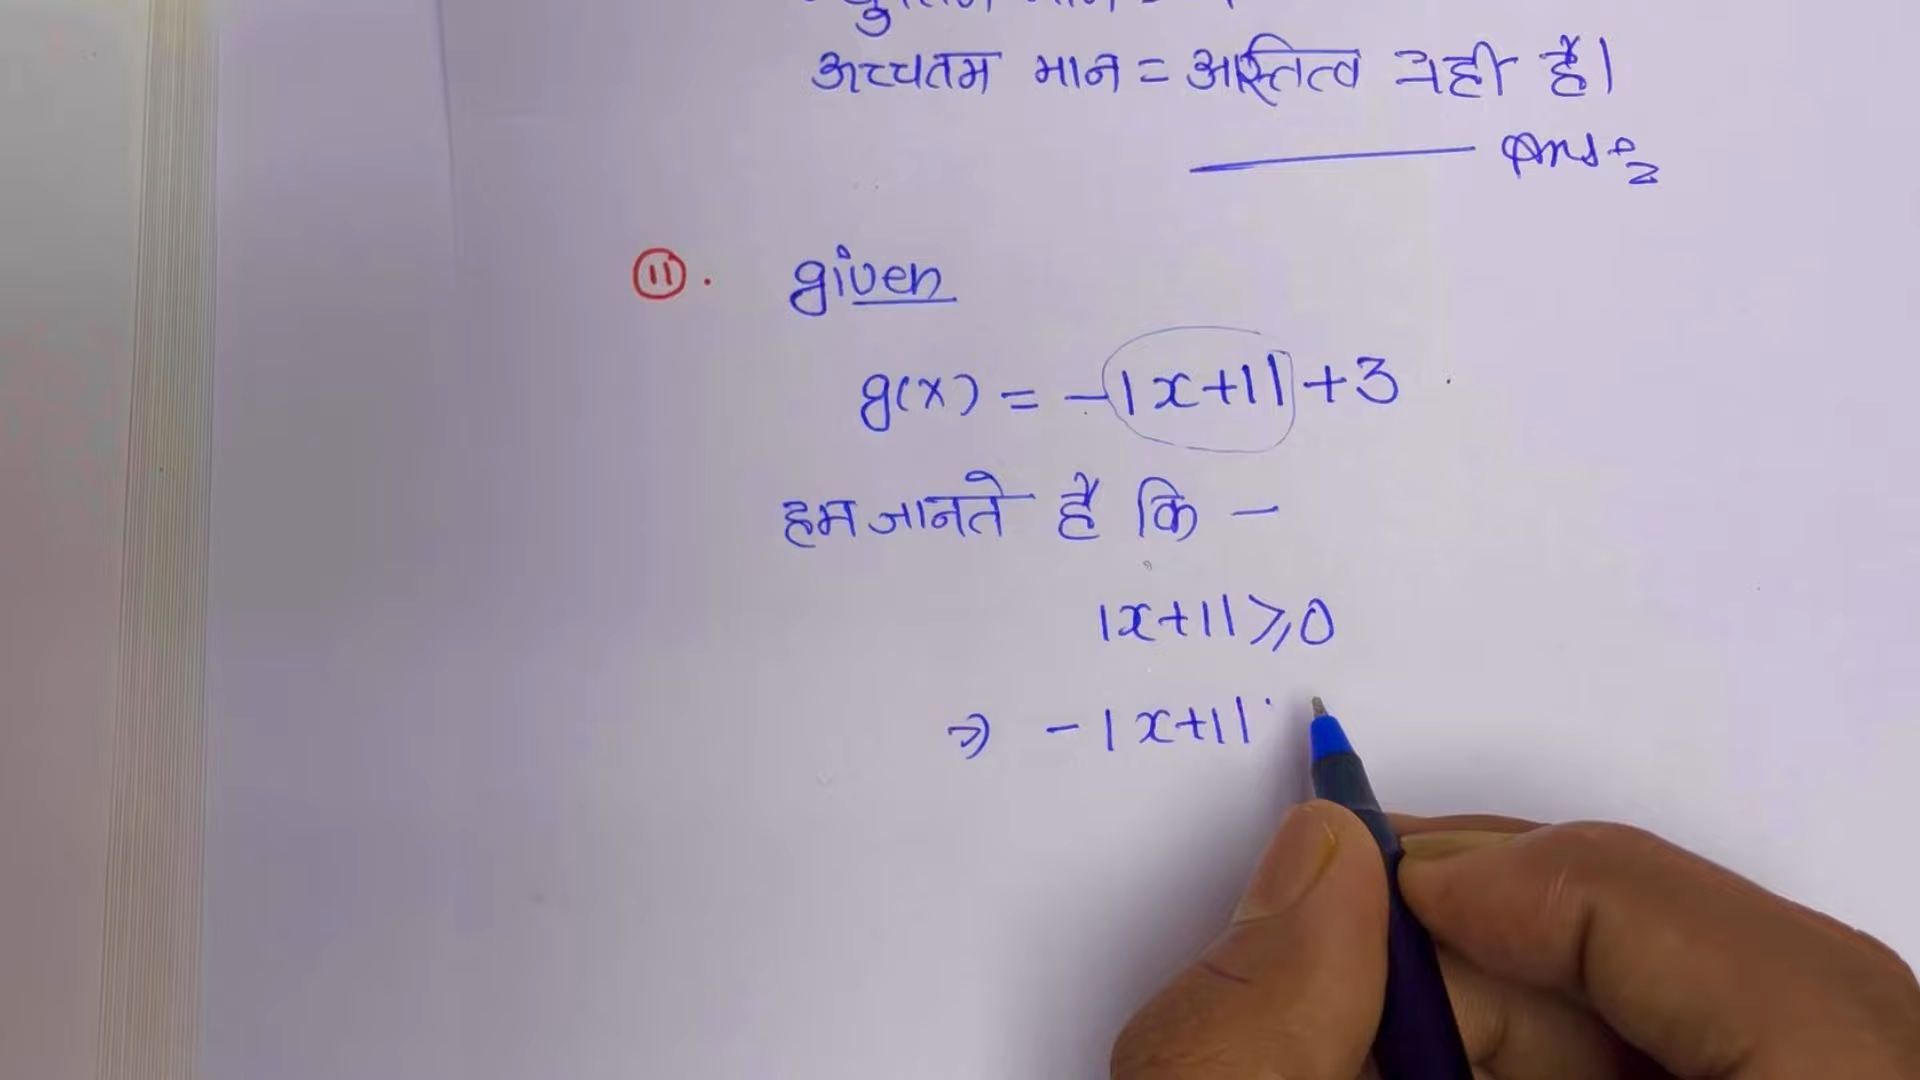 अच्चतम मान = अस्तित्व नही है।
Ans.
(11). given
g(x) = -|x+1|+3
हम जानते है कि -
|x+1|≥0
⇒ -|x+1|